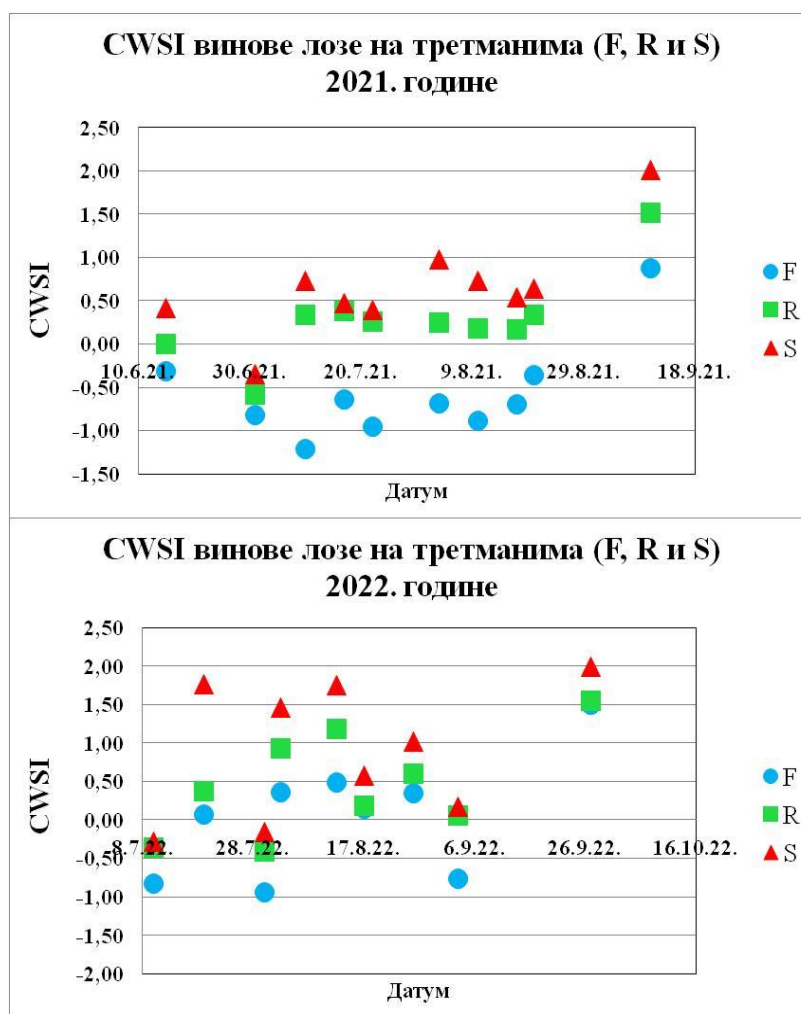 CWSI винове лозе на третманима (F, R и S)
2021. године
2,50
2,00
1,50
1,00
0,50
0,00
-0,50
-1,00
-1,50
CWSI
10.6.21. 30.6.21. 20.7.21. 9.8.21. 29.8.21. 18.9.21.
Датум
F
R
S
CWSI винове лозе на третманима (F, R и S)
2022. године
2,50
2,00
1,50
1,00
0,50
0,00
-0,50
-1,00
-1,50
-2,00
CWSI
8.7.22. 28.7.22. 17.8.22. 6.9.22. 26.9.22. 16.10.22.
Датум
F
R
S